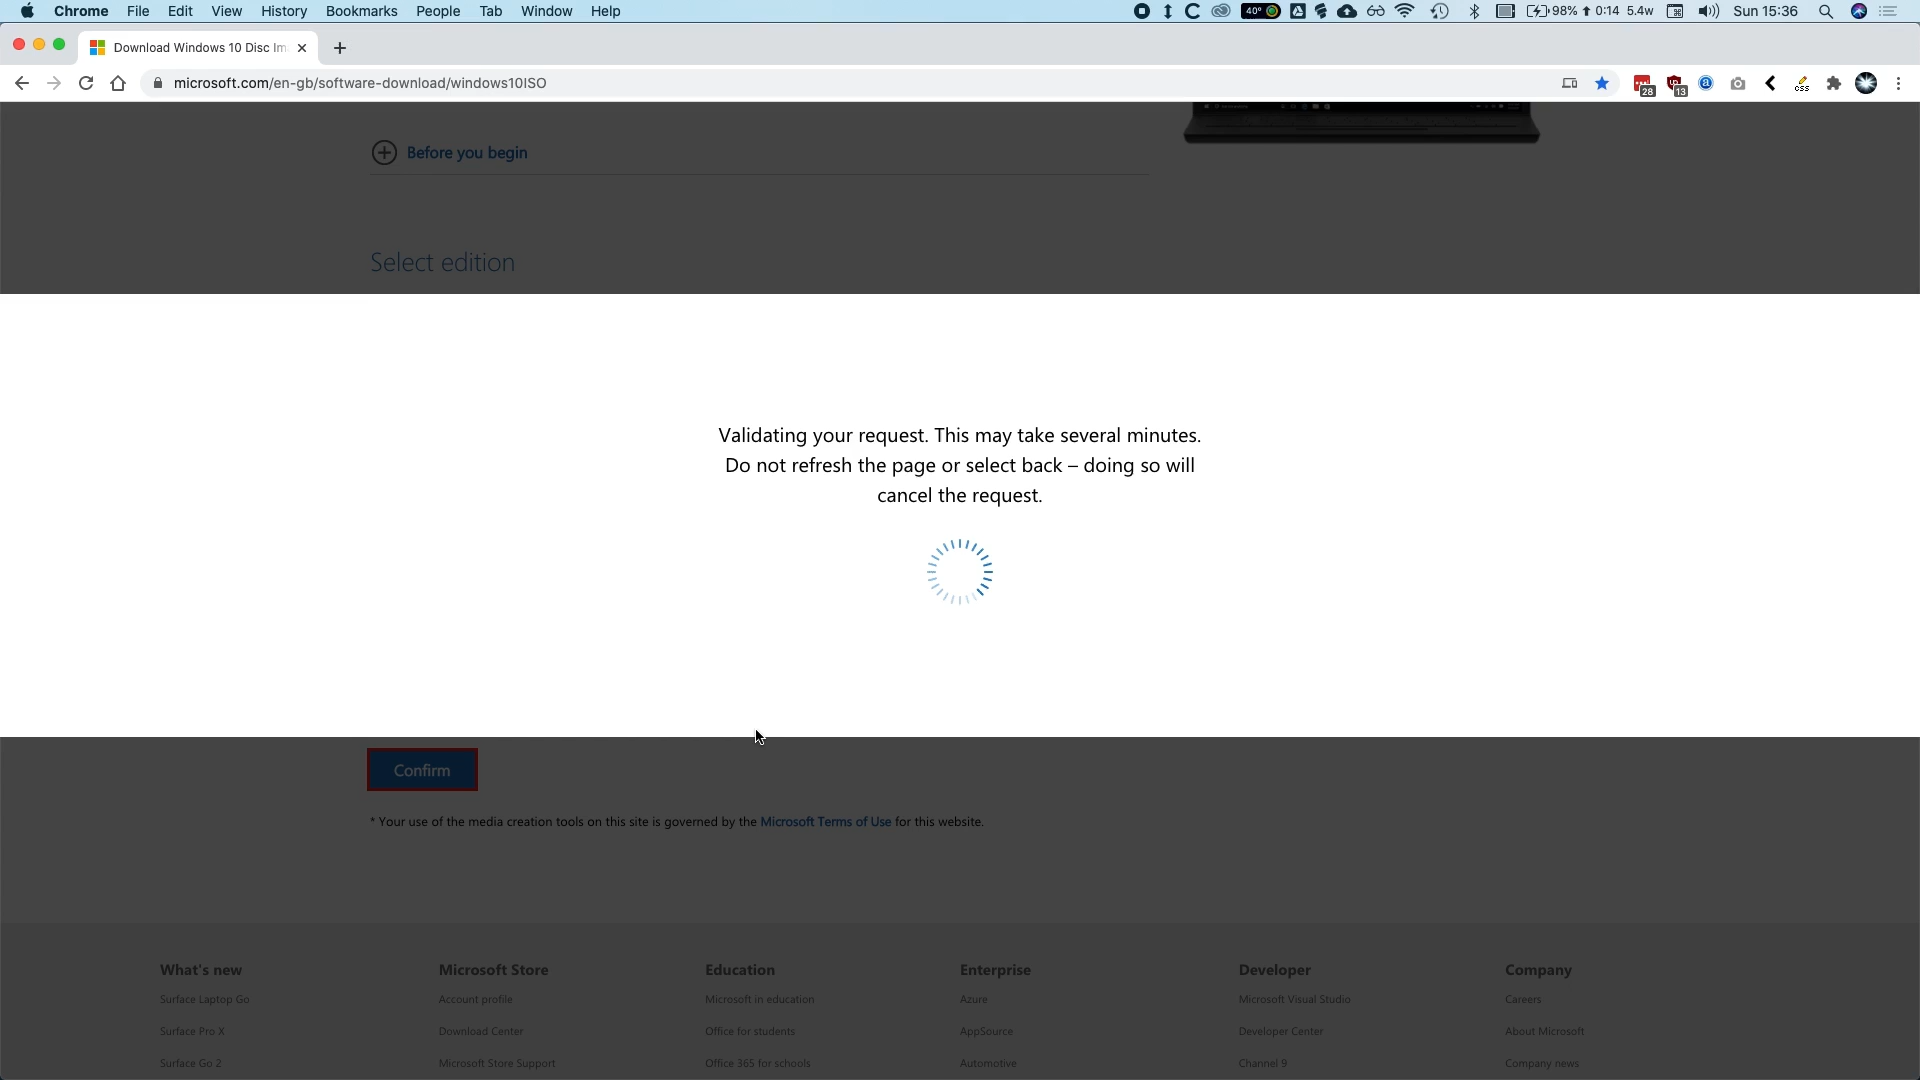 Chrome File Edit View History Bookmarks People Tab Window Help
40° 98% 0:14 5.4w Sun 15:36
Download Windows 10 Disc Im
microsoft.com/en-gb/software-download/windows10ISO
28 13 a css
Before you begin
Select edition
Validating your request. This may take several minutes.
Do not refresh the page or select back – doing so will
cancel the request.
Confirm
* Your use of the media creation tools on this site is governed by the Microsoft Terms of Use for this website.
What's new Microsoft Store Education Enterprise Developer Company
Surface Laptop Go Account profile Microsoft in education Azure Microsoft Visual Studio Careers
Surface Pro X Download Center Office for students AppSource Developer Center About Microsoft
Surface Go 2 Microsoft Store Support Office 365 for schools Automotive Channel 9 Company news